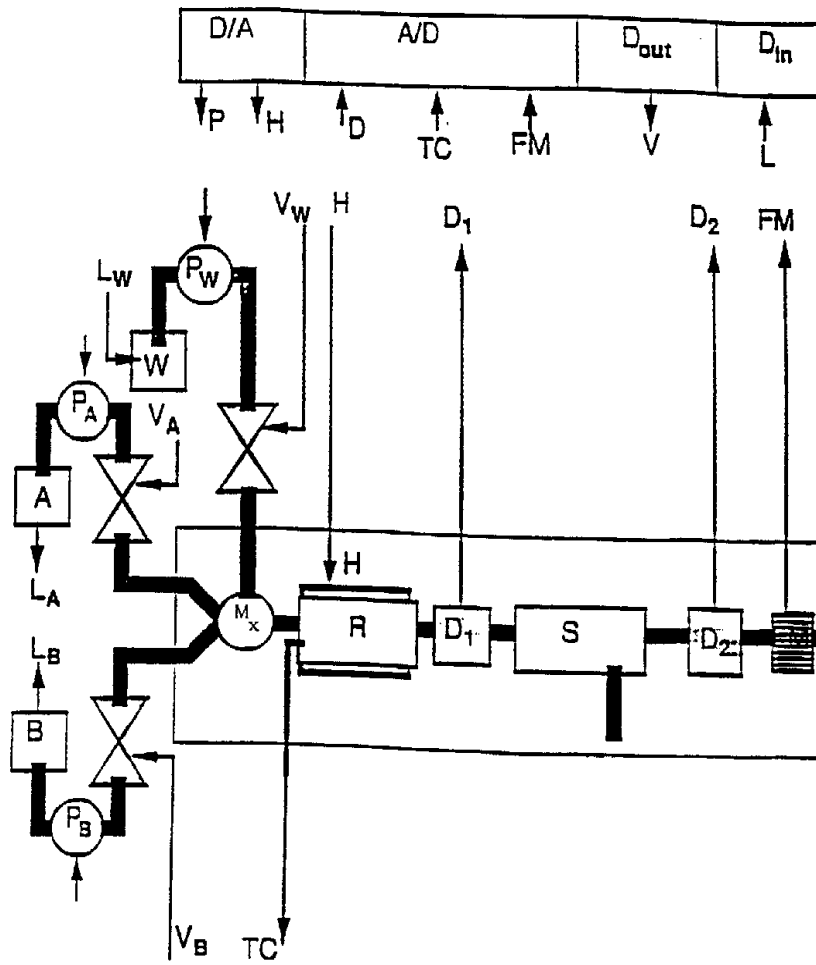 D/A A/D Dout Din
P H D TC FM V L
VW H D1 D2 FM
PW
LW
W
PA
VA
A
LA
H
Mx R D1 S D2
LB
B
PB
VB TC